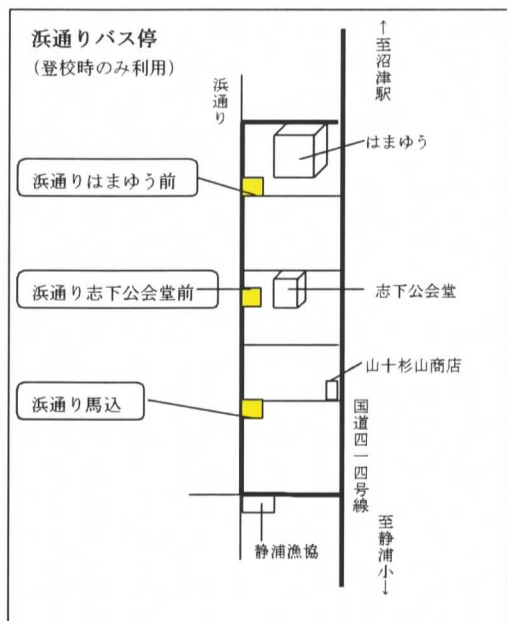 浜通りバス停
(登校時のみ利用)
↑至沼津駅
浜通り
はまゆう
浜通りはまゆう前
浜通り志下公会堂前
志下公会堂
山十杉山商店
浜通り馬込
国道四一四号線
静浦漁協
至静浦小↓